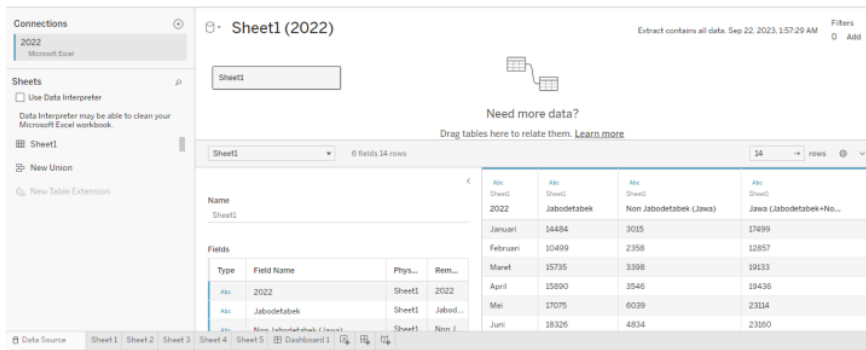 Connections
2022
Microsoft Excel
Sheets
Use Data Interpreter
Data Interpreter may be able to clean your
Microsoft Excel workbook.
Sheet1
New Union
New Table Extension
Sheet1 (2022)
Extract contains all data. Sep 22, 2023, 1:57:29 AM
Filters
0 Add
Sheet1
Need more data?
Drag tables here to relate them. Learn more
Sheet1 6 fields 14 rows 14 rows
Name
Sheet1
Fields
Type Field Name Phys... Rem...
Abc 2022 Sheet1 2022
Abc Jabodetabek Sheet1 Jabod...
Abc Non Jabodetabek (Jawa) Sheet1 Non J...
Abc Abc Abc Abc
Sheet1 Sheet1 Sheet1 Sheet1
2022 Jabodetabek Non Jabodetabek (Jawa) Jawa (Jabodetabek+No...
Januari 14484 3015 17499
Februari 10499 2358 12857
Maret 15735 3398 19133
April 15890 3546 19436
Mei 17075 6039 23114
Juni 18326 4834 23160
Data Source Sheet 1 Sheet 2 Sheet 3 Sheet 4 Sheet 5 Dashboard 1